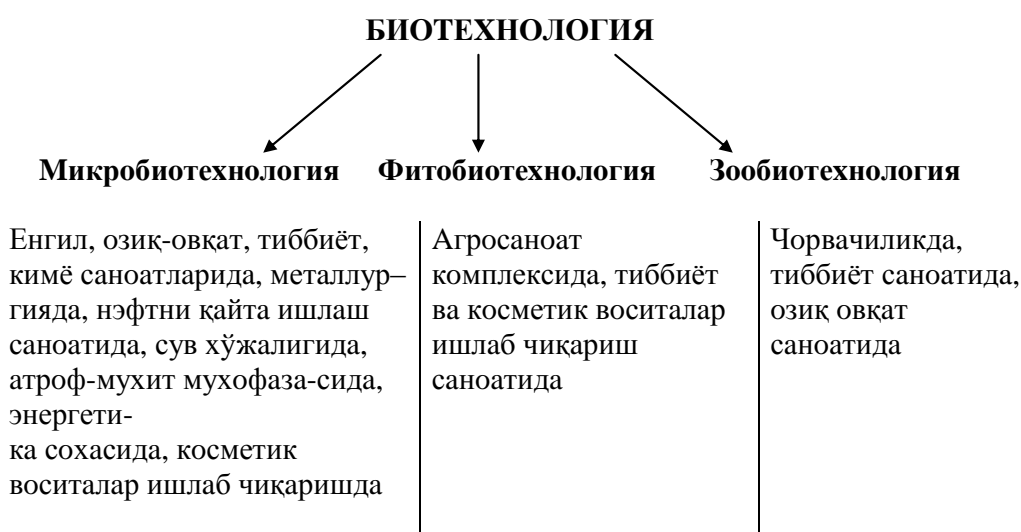 БИОТЕХНОЛОГИЯ
Микробиотехнология
Фитобиотехнология
Зообиотехнология
Енгил, озиқ-овқат, тиббиёт,
кимё саноатларида, металлур–
гияда, нэфтни қайта ишлаш
саноатида, сув хўжалигида,
атроф-мухит мухофаза-сида,
энергети-
ка сохасида, косметик
воситалар ишлаб чиқаришда
Агросаноат
комплексида, тиббиёт
ва косметик воситалар
ишлаб чиқариш
саноатида
Чорвачиликда,
тиббиёт саноатида,
озиқ овқат
саноатида